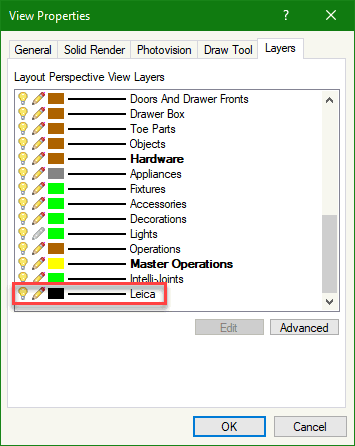 View Properties
?
General Solid Render Photovision Draw Tool Layers
Layout Perspective View Layers
Doors And Drawer Fronts
Drawer Box
Toe Parts
Objects
Hardware
Appliances
Fixtures
Accessories
Decorations
Lights
Operations
Master Operations
Intelli-Joints
Leica
Edit Advanced
OK Cancel